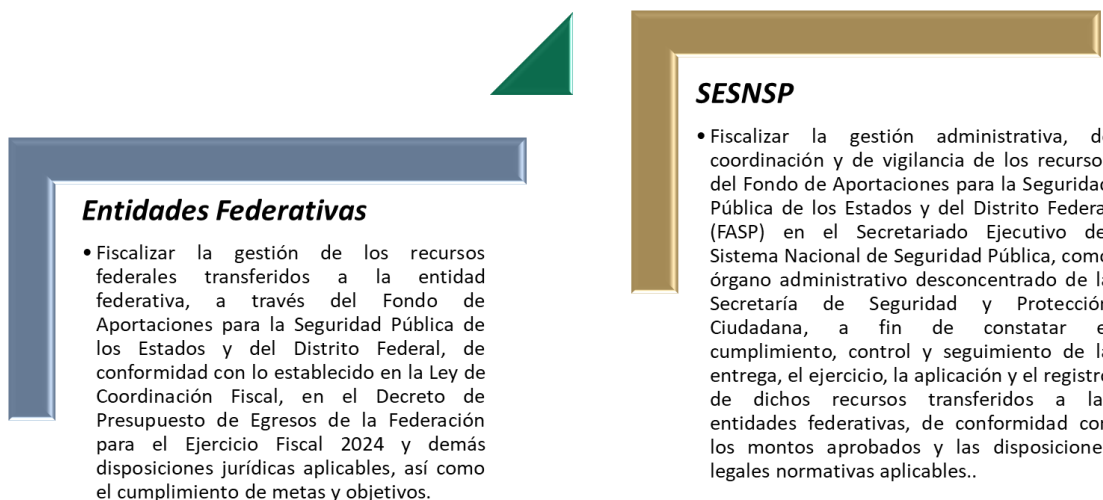 Entidades Federativas
• Fiscalizar la gestión de los recursos
federales transferidos a la entidad
federativa, a través del Fondo de
Aportaciones para la Seguridad Pública de
los Estados y del Distrito Federal, de
conformidad con lo establecido en la Ley de
Coordinación Fiscal, en el Decreto de
Presupuesto de Egresos de la Federación
para el Ejercicio Fiscal 2024 y demás
disposiciones jurídicas aplicables, así como
el cumplimiento de metas y objetivos.
SESNSP
• Fiscalizar la gestión administrativa, d
coordinación y de vigilancia de los recurso
del Fondo de Aportaciones para la Seguridad
Pública de los Estados y del Distrito Federa
(FASP) en el Secretariado Ejecutivo de
Sistema Nacional de Seguridad Pública, como
órgano administrativo desconcentrado de la
Secretaría de Seguridad y Protección
Ciudadana, a fin de constatar e
cumplimiento, control y seguimiento de la
entrega, el ejercicio, la aplicación y el registro
de dichos recursos transferidos a la
entidades federativas, de conformidad con
los montos aprobados y las disposicione
legales normativas aplicables..